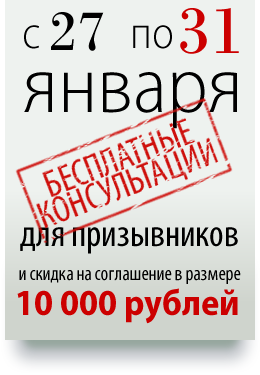 с 27 по 31
января
БЕСПЛАТНЫЕ
КОНСУЛЬТАЦИИ
для призывников
и скидка на соглашение в размере
10 000 рублей